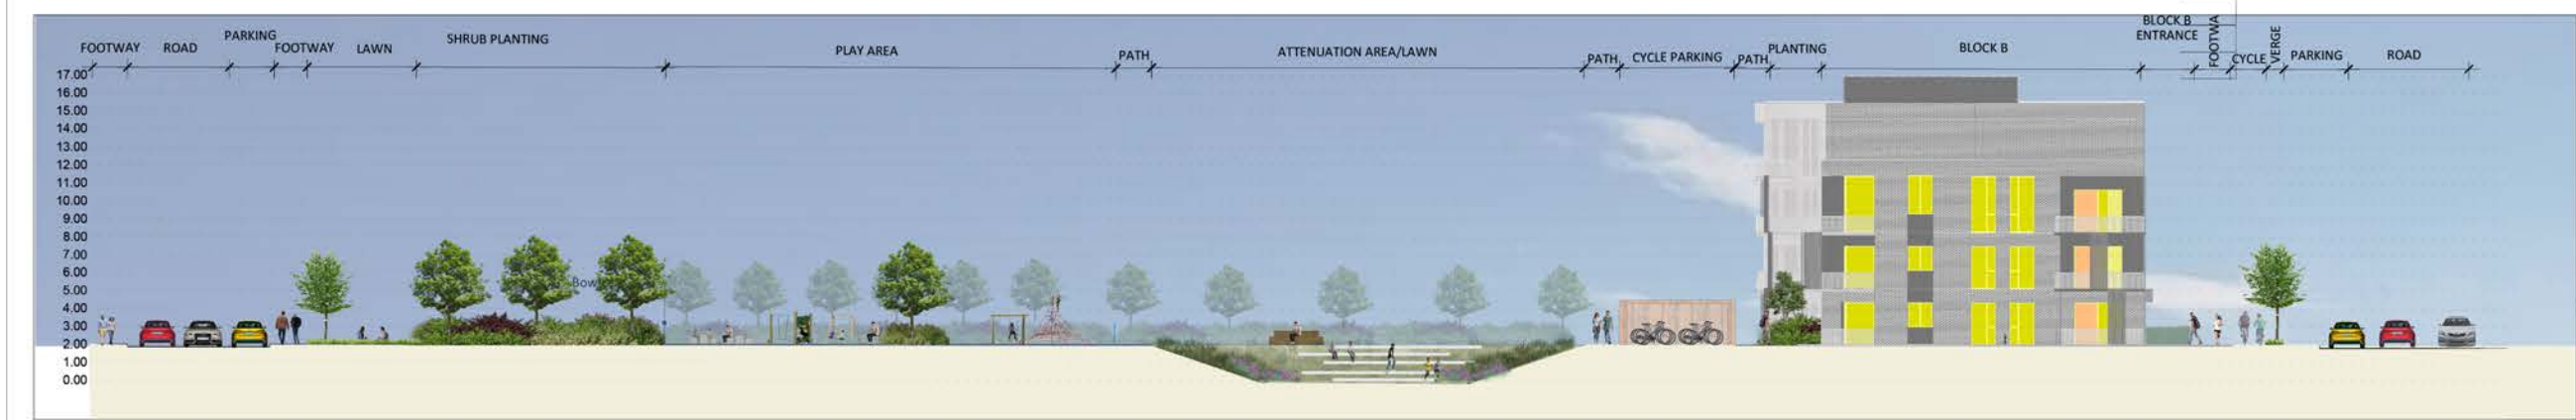 FOOTWAY
ROAD
PARKING
FOOTWAY
LAWN
SHRUB PLANTING
PLAY AREA
PATH
ATTENUATION AREA/LAWN
PATH
CYCLE PARKING
PATH
PLANTING
BLOCK B
BLOCK B
ENTRANCE
FOOTWA
CYCLE
VERGE
PARKING
ROAD
17.00
16.00
15.00
14.00
13.00
12.00
11.00
10.00
9.00
8.00
7.00
6.00
5.00
4.00
3.00
2.00
1.00
0.00
Bow